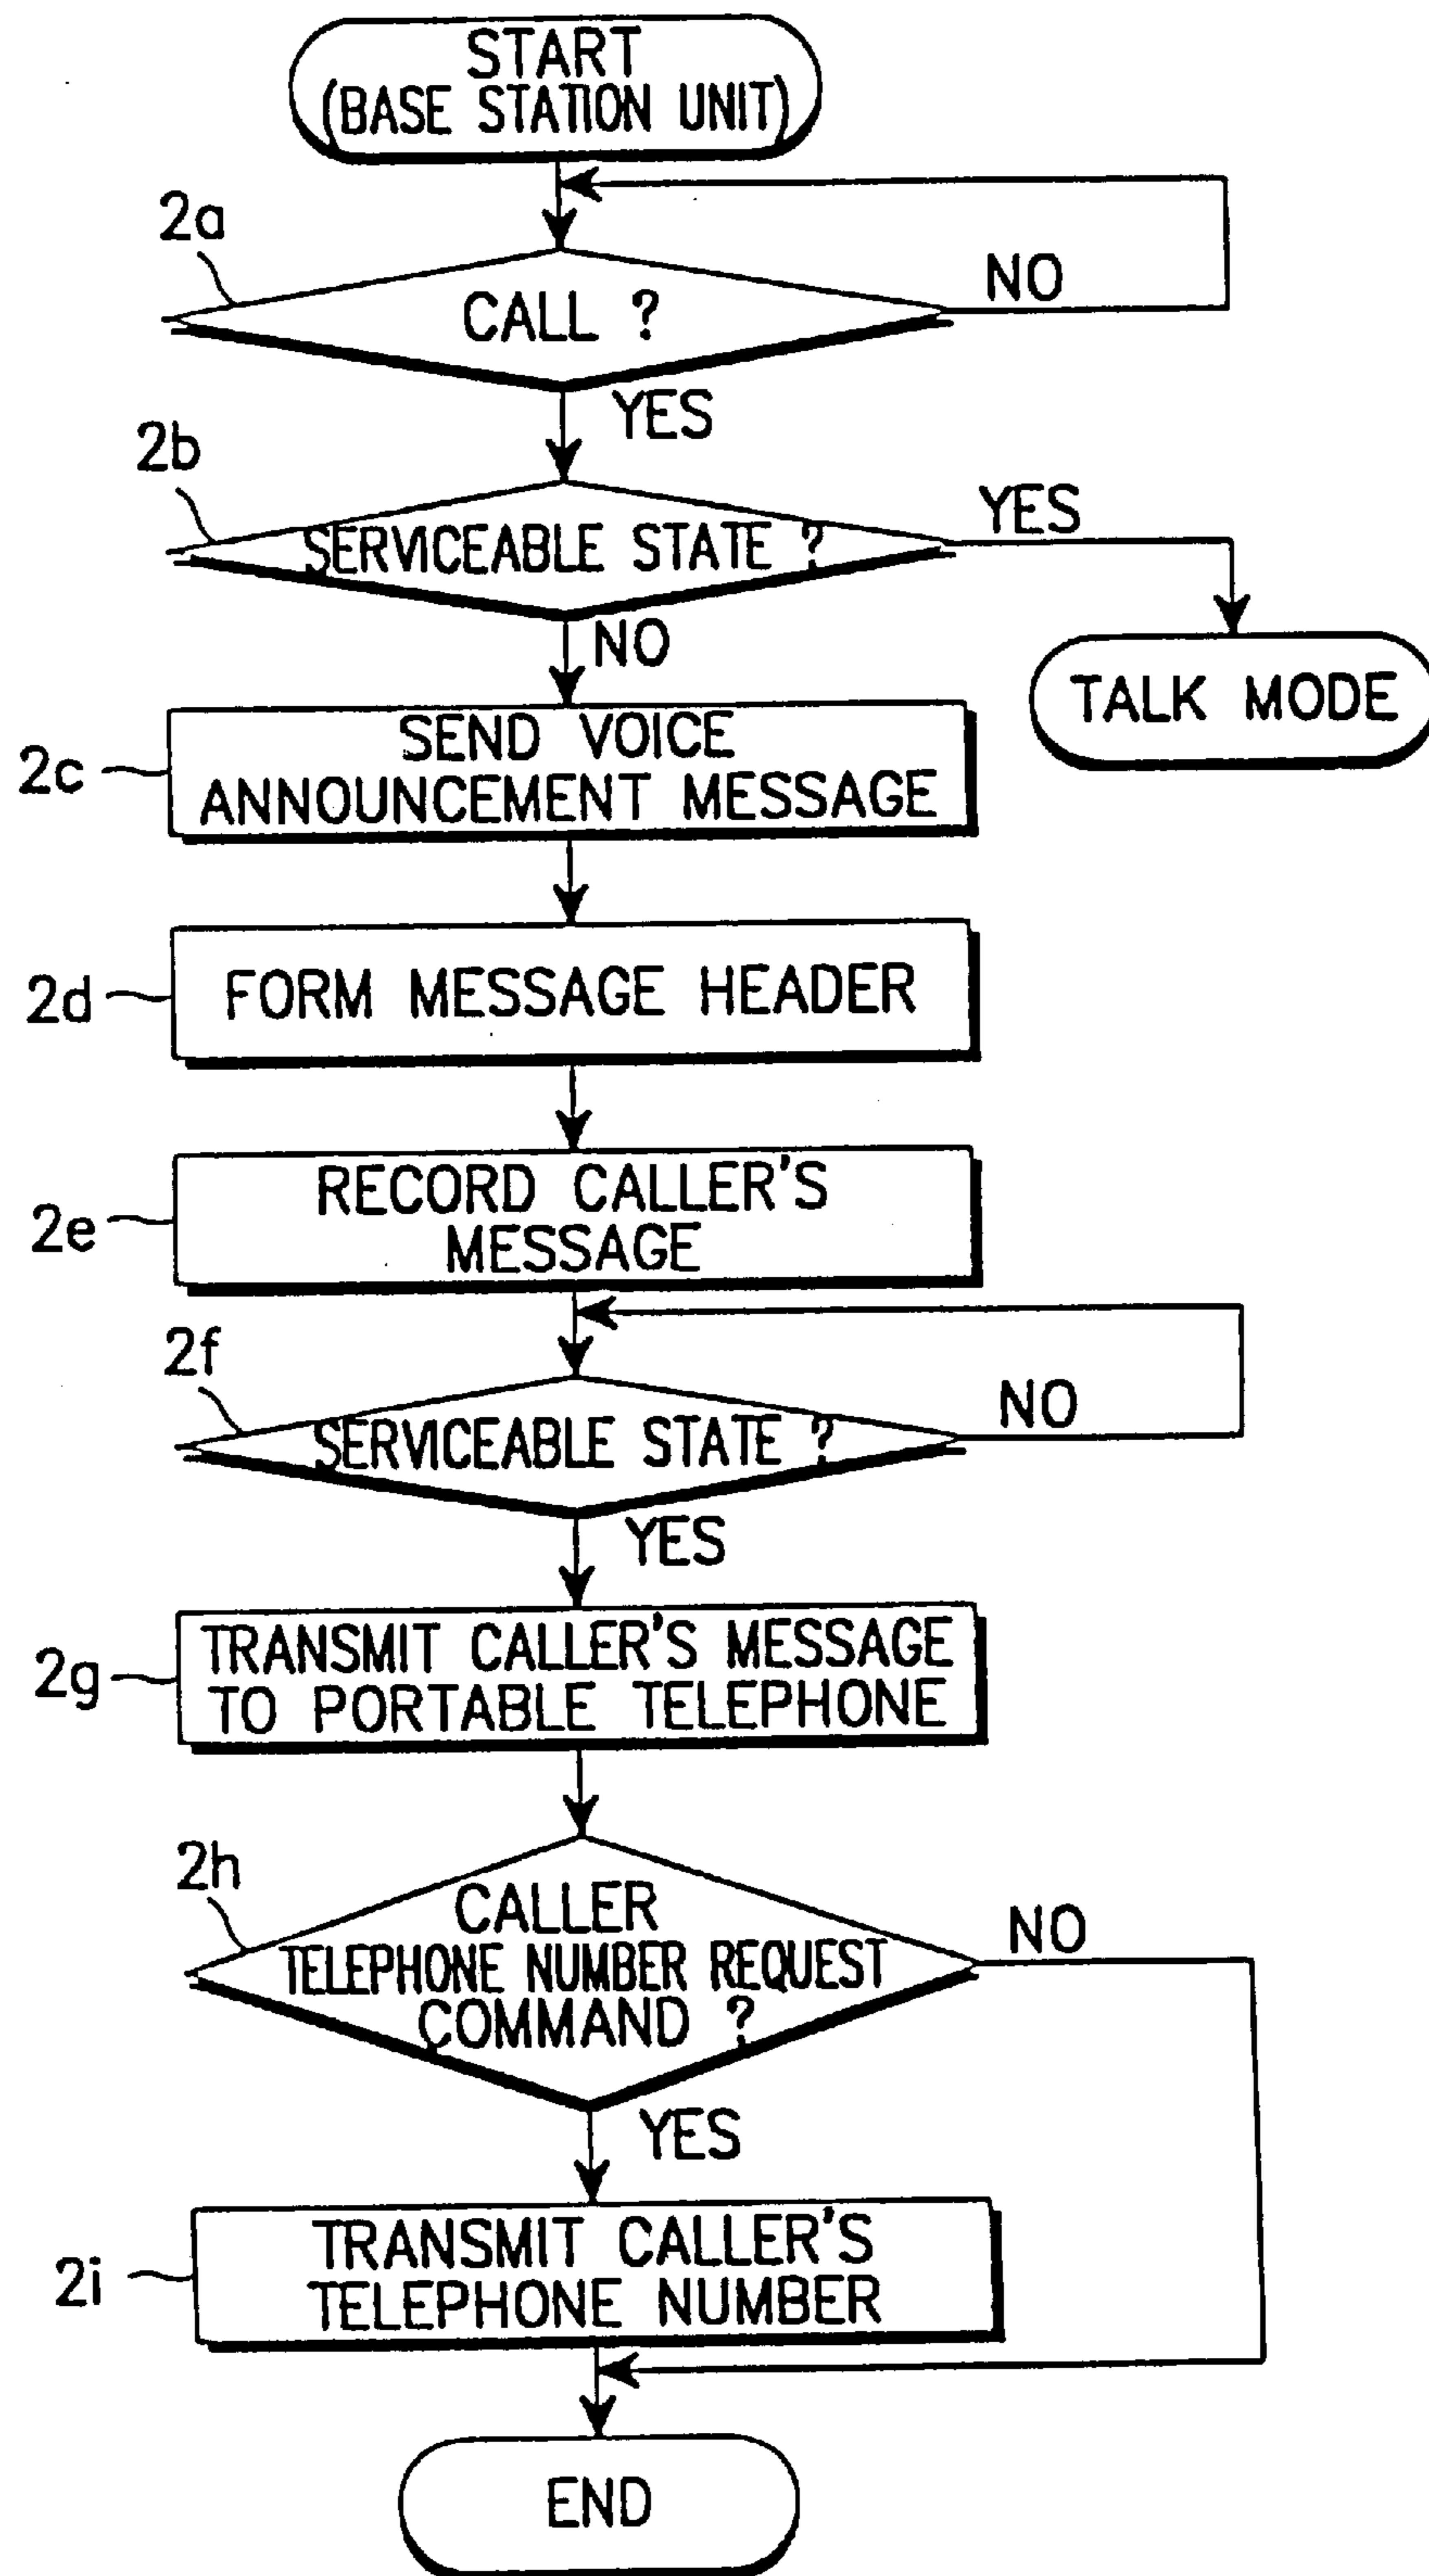 START
(BASE STATION UNIT)
2a
CALL ?
NO
YES
2b
SERVICEABLE STATE ?
YES
NO
TALK MODE
2c
SEND VOICE
ANNOUNCEMENT MESSAGE
2d
FORM MESSAGE HEADER
2e
RECORD CALLER'S
MESSAGE
2f
SERVICEABLE STATE ?
NO
YES
2g
TRANSMIT CALLER'S MESSAGE
TO PORTABLE TELEPHONE
2h
CALLER
TELEPHONE NUMBER REQUEST
COMMAND ?
NO
YES
2i
TRANSMIT CALLER'S
TELEPHONE NUMBER
END